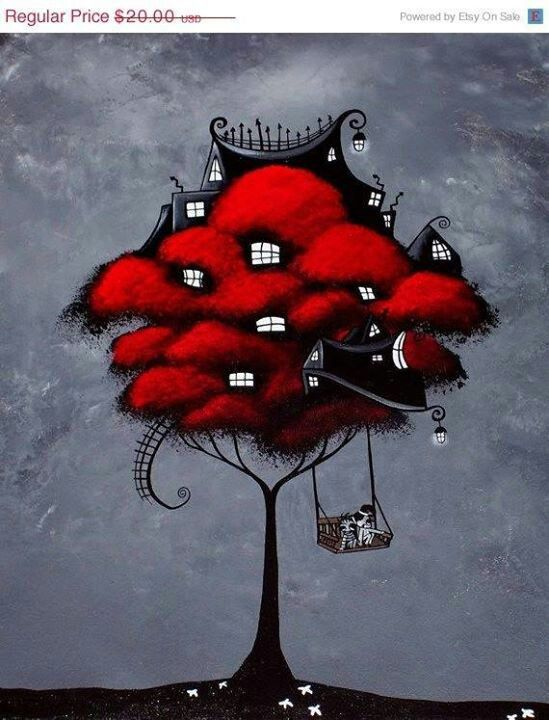 Regular Price $20.00 USD
Powered by Etsy On Sale E